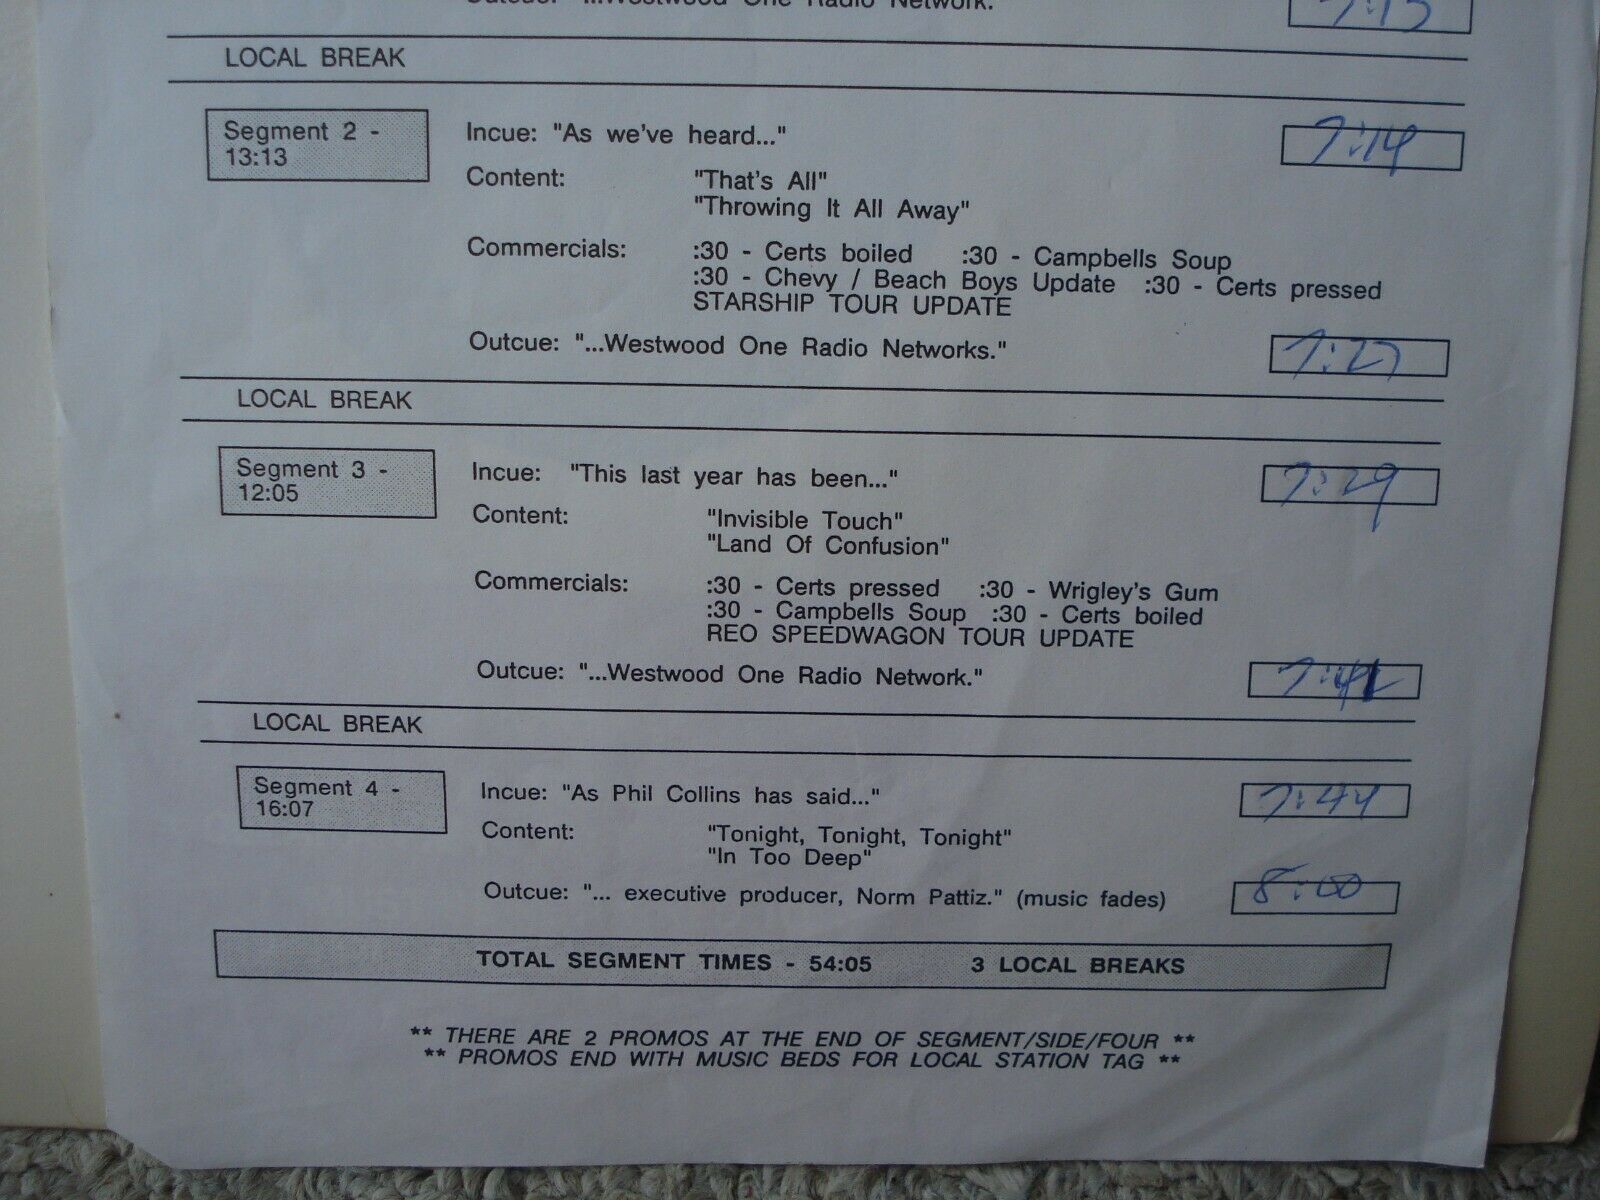 Outcue: "...Westwood One Radio Network."
7:13
LOCAL BREAK
Segment 2 -
13:13
Incue: "As we've heard..."
7:14
Content: "That's All"
"Throwing It All Away"
Commercials: :30 - Certs boiled :30 - Campbells Soup
:30 - Chevy / Beach Boys Update :30 - Certs pressed
STARSHIP TOUR UPDATE
Outcue: "...Westwood One Radio Networks."
7:27
LOCAL BREAK
Segment 3 -
12:05
Incue: "This last year has been..."
7:29
Content: "Invisible Touch"
"Land Of Confusion"
Commercials: :30 - Certs pressed :30 - Wrigley's Gum
:30 - Campbells Soup :30 - Certs boiled
REO SPEEDWAGON TOUR UPDATE
Outcue: "...Westwood One Radio Network."
LOCAL BREAK
Segment 4 -
16:07
Incue: "As Phil Collins has said..."
7:44
Content: "Tonight, Tonight, Tonight"
"In Too Deep"
Outcue: "... executive producer, Norm Pattiz." (music fades)
8:00
TOTAL SEGMENT TIMES - 54:05 3 LOCAL BREAKS
** THERE ARE 2 PROMOS AT THE END OF SEGMENT/SIDE/FOUR **
** PROMOS END WITH MUSIC BEDS FOR LOCAL STATION TAG **